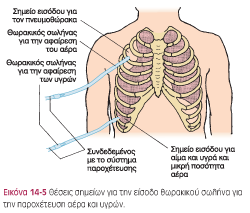 Σημείο εισόδου για
τον πνευμοθώρακα
Θωρακικός σωλήνας
για την αφαίρεση
του αέρα
Θωρακικός σωλήνας
για την αφαίρεση
των υγρών
Συνδεδεμένος
με το σύστημα
παροχέτευσης
Σημείο εισόδου για
αίμα και υγρά και
μικρή ποσότητα
αέρα
Εικόνα 14-5 Θέσεις σημείων για την είσοδο θωρακικού σωλήνα για
την παροχέτευση αέρα και υγρών.